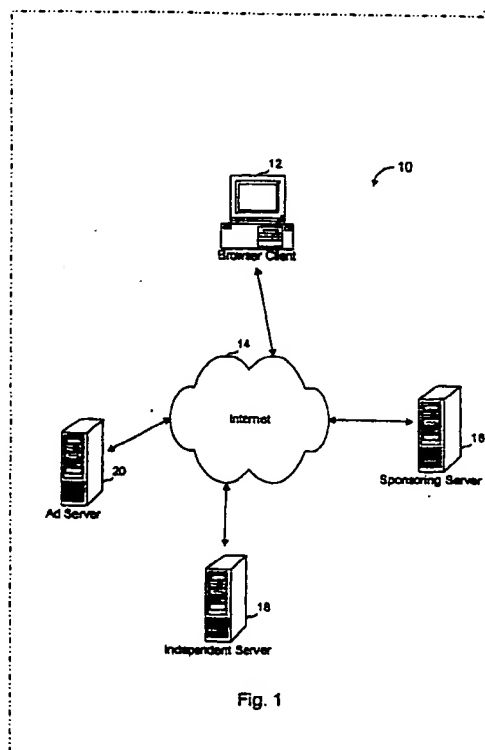 12
10
Browser Client
14
Internet
16
Sponsoring Server
20
Ad Server
18
Independent Server
Fig. 1